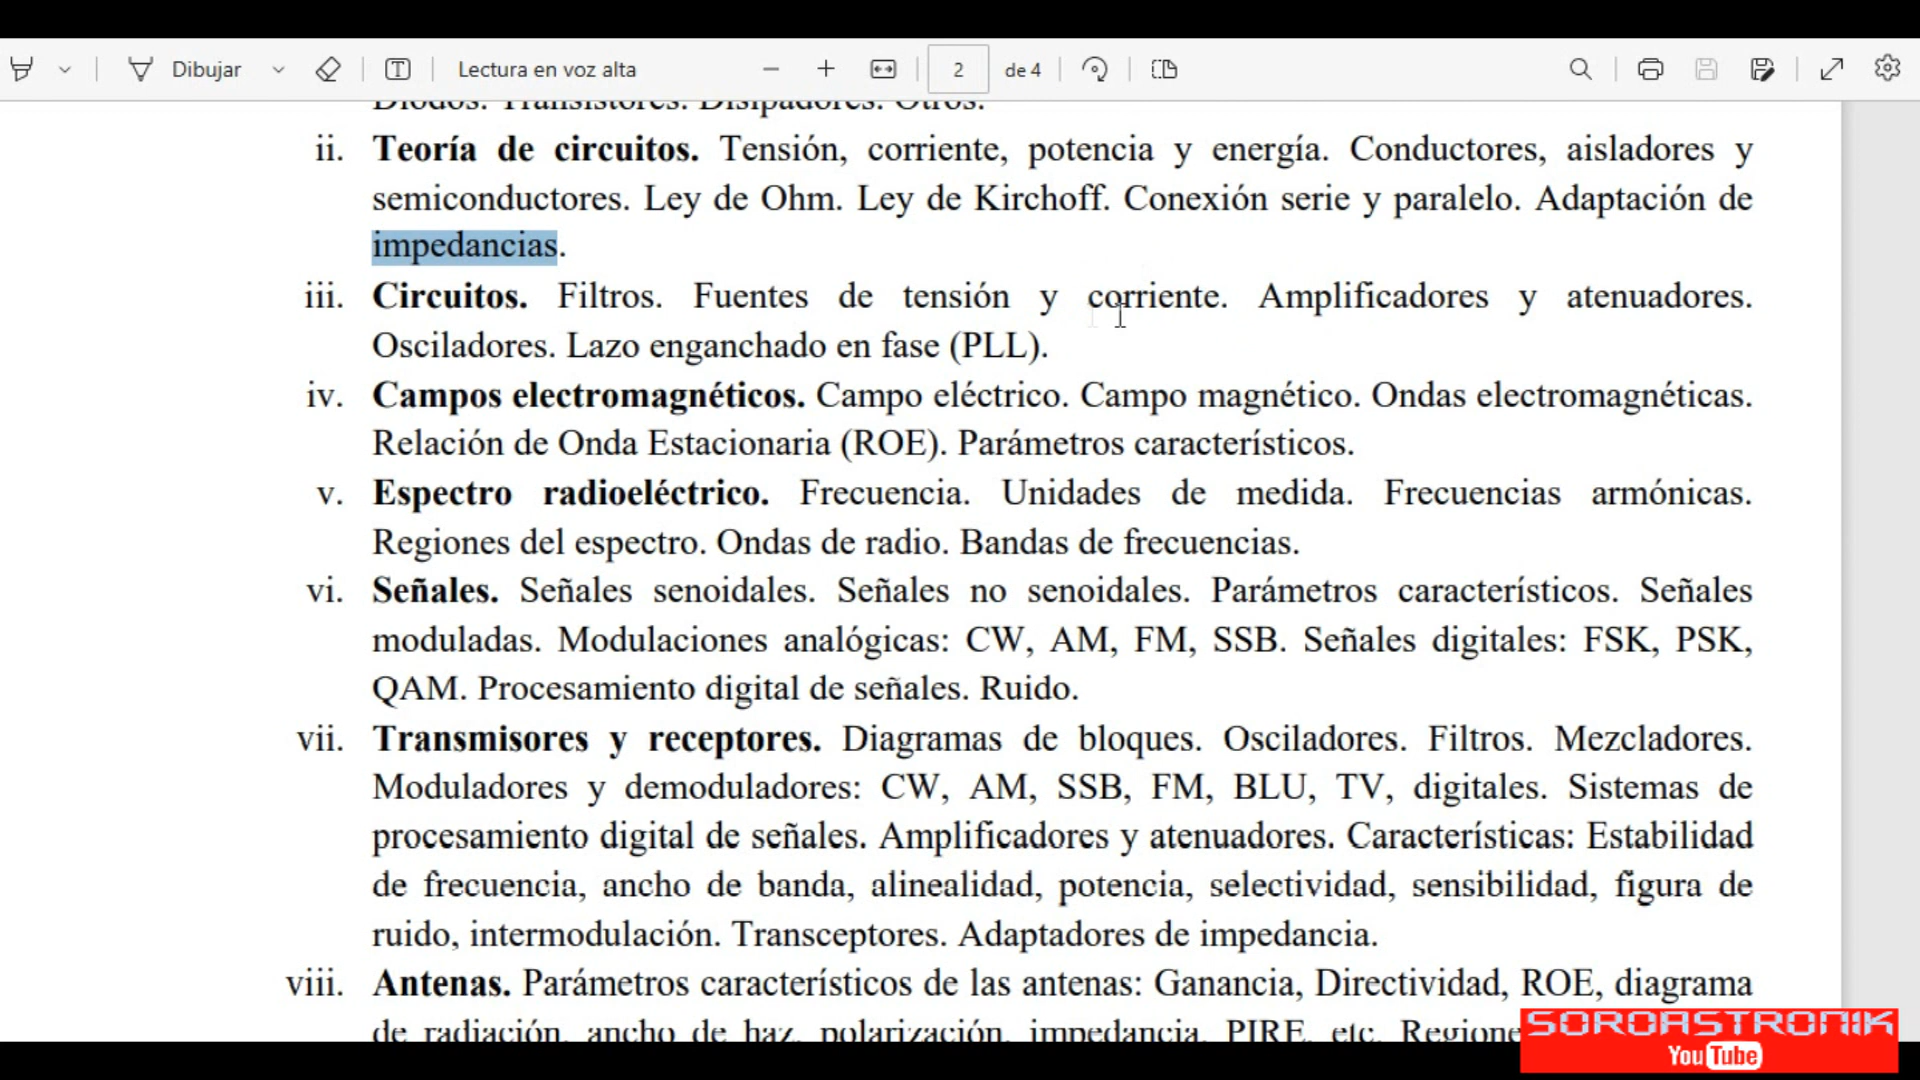 Dibujar
Lectura en voz alta
2
de 4
Diodos. Transistores. Disipadores. Otros.
ii. Teoría de circuitos. Tensión, corriente, potencia y energía. Conductores, aisladores y
semiconductores. Ley de Ohm. Ley de Kirchoff. Conexión serie y paralelo. Adaptación de
impedancias.
iii. Circuitos. Filtros. Fuentes de tensión y corriente. Amplificadores y atenuadores.
Osciladores. Lazo enganchado en fase (PLL).
iv. Campos electromagnéticos. Campo eléctrico. Campo magnético. Ondas electromagnéticas.
Relación de Onda Estacionaria (ROE). Parámetros característicos.
v. Espectro radioeléctrico. Frecuencia. Unidades de medida. Frecuencias armónicas.
Regiones del espectro. Ondas de radio. Bandas de frecuencias.
vi. Señales. Señales senoidales. Señales no senoidales. Parámetros característicos. Señales
moduladas. Modulaciones analógicas: CW, AM, FM, SSB. Señales digitales: FSK, PSK,
QAM. Procesamiento digital de señales. Ruido.
vii. Transmisores y receptores. Diagramas de bloques. Osciladores. Filtros. Mezcladores.
Moduladores y demoduladores: CW, AM, SSB, FM, BLU, TV, digitales. Sistemas de
procesamiento digital de señales. Amplificadores y atenuadores. Características: Estabilidad
de frecuencia, ancho de banda, alinealidad, potencia, selectividad, sensibilidad, figura de
ruido, intermodulación. Transceptores. Adaptadores de impedancia.
viii. Antenas. Parámetros característicos de las antenas: Ganancia, Directividad, ROE, diagrama
de radiación, ancho de haz, polarización, impedancia, PIRE, etc. Regione
SOROASTRONIK
YouTube